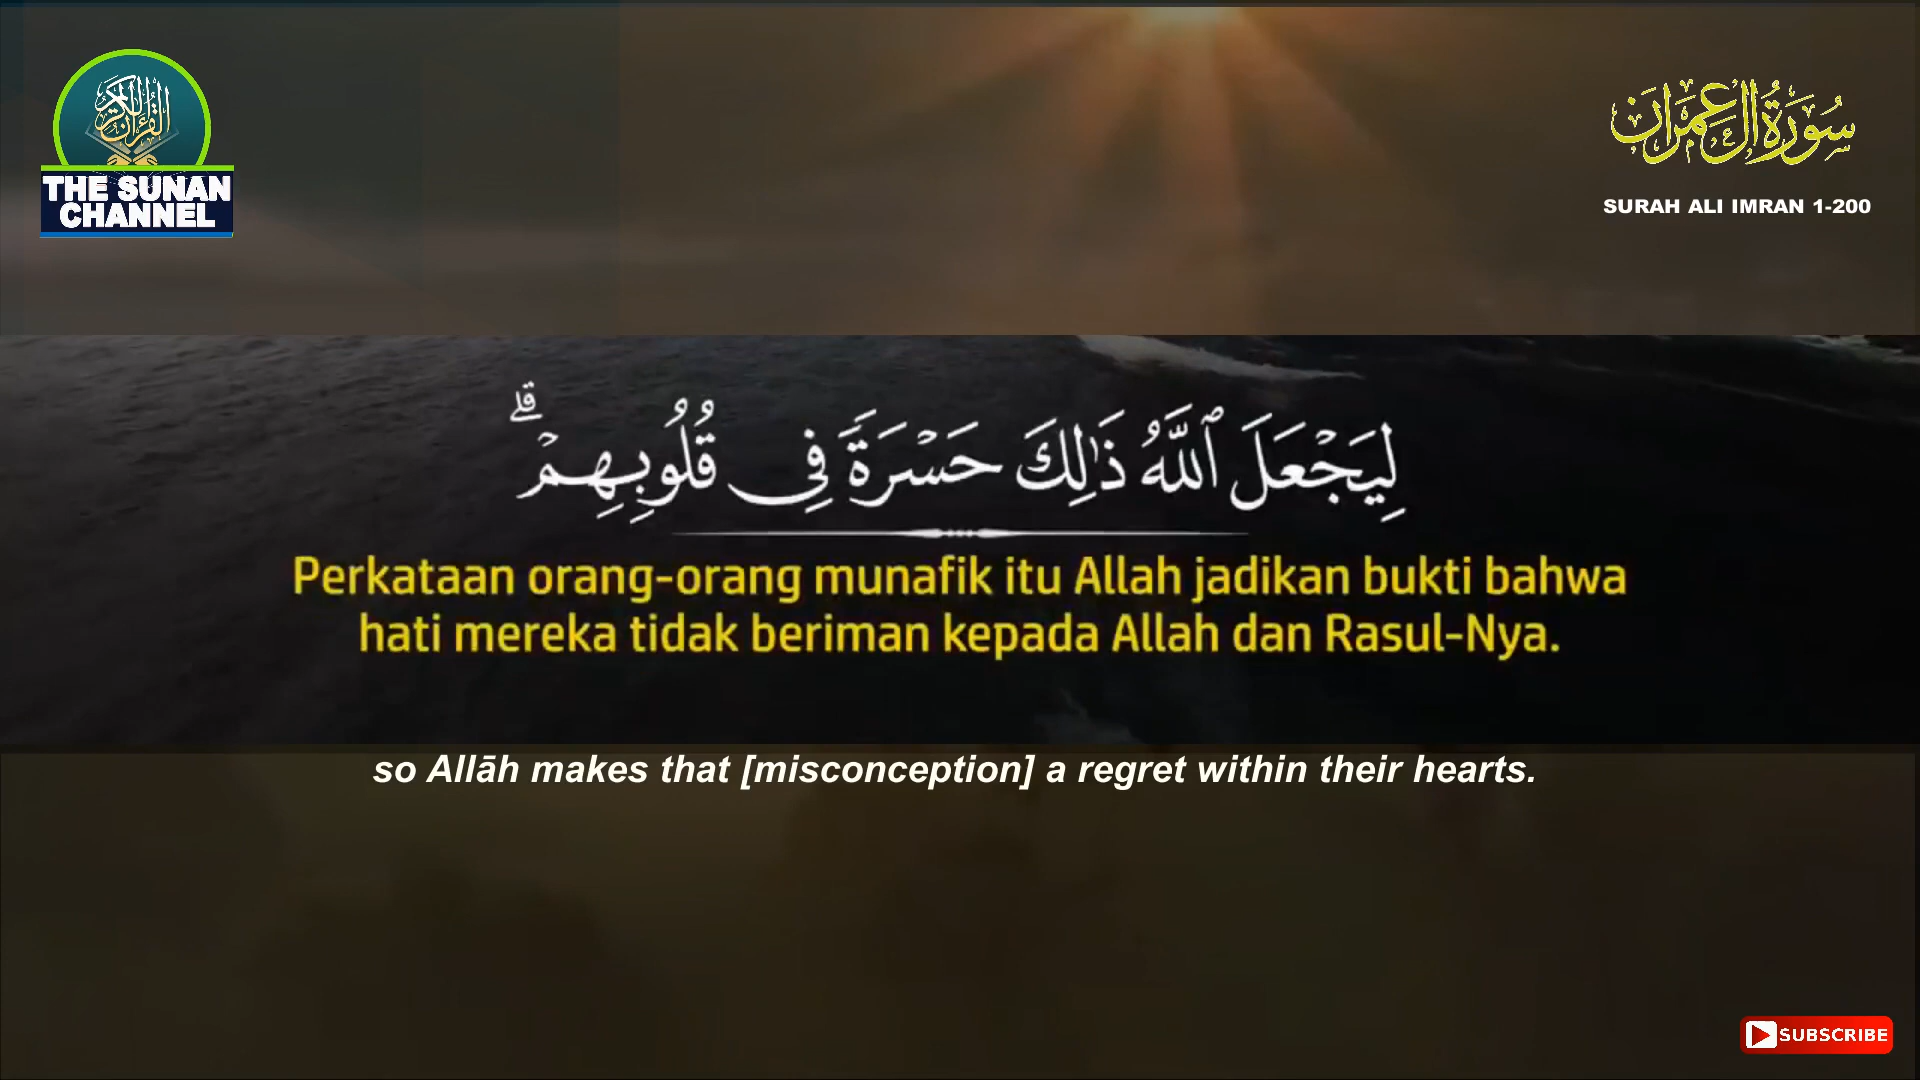 القرآن الكريم
THE SUNAN
CHANNEL
سُورَةُ آلِ عِمْرَان
SURAH ALI IMRAN 1-200
لِيَجْعَلَ ٱللَّهُ ذَٰلِكَ حَسْرَةً فِى قُلُوبِهِمْ ۗ
Perkataan orang-orang munafik itu Allah jadikan bukti bahwa
hati mereka tidak beriman kepada Allah dan Rasul-Nya.
so Allāh makes that [misconception] a regret within their hearts.
SUBSCRIBE